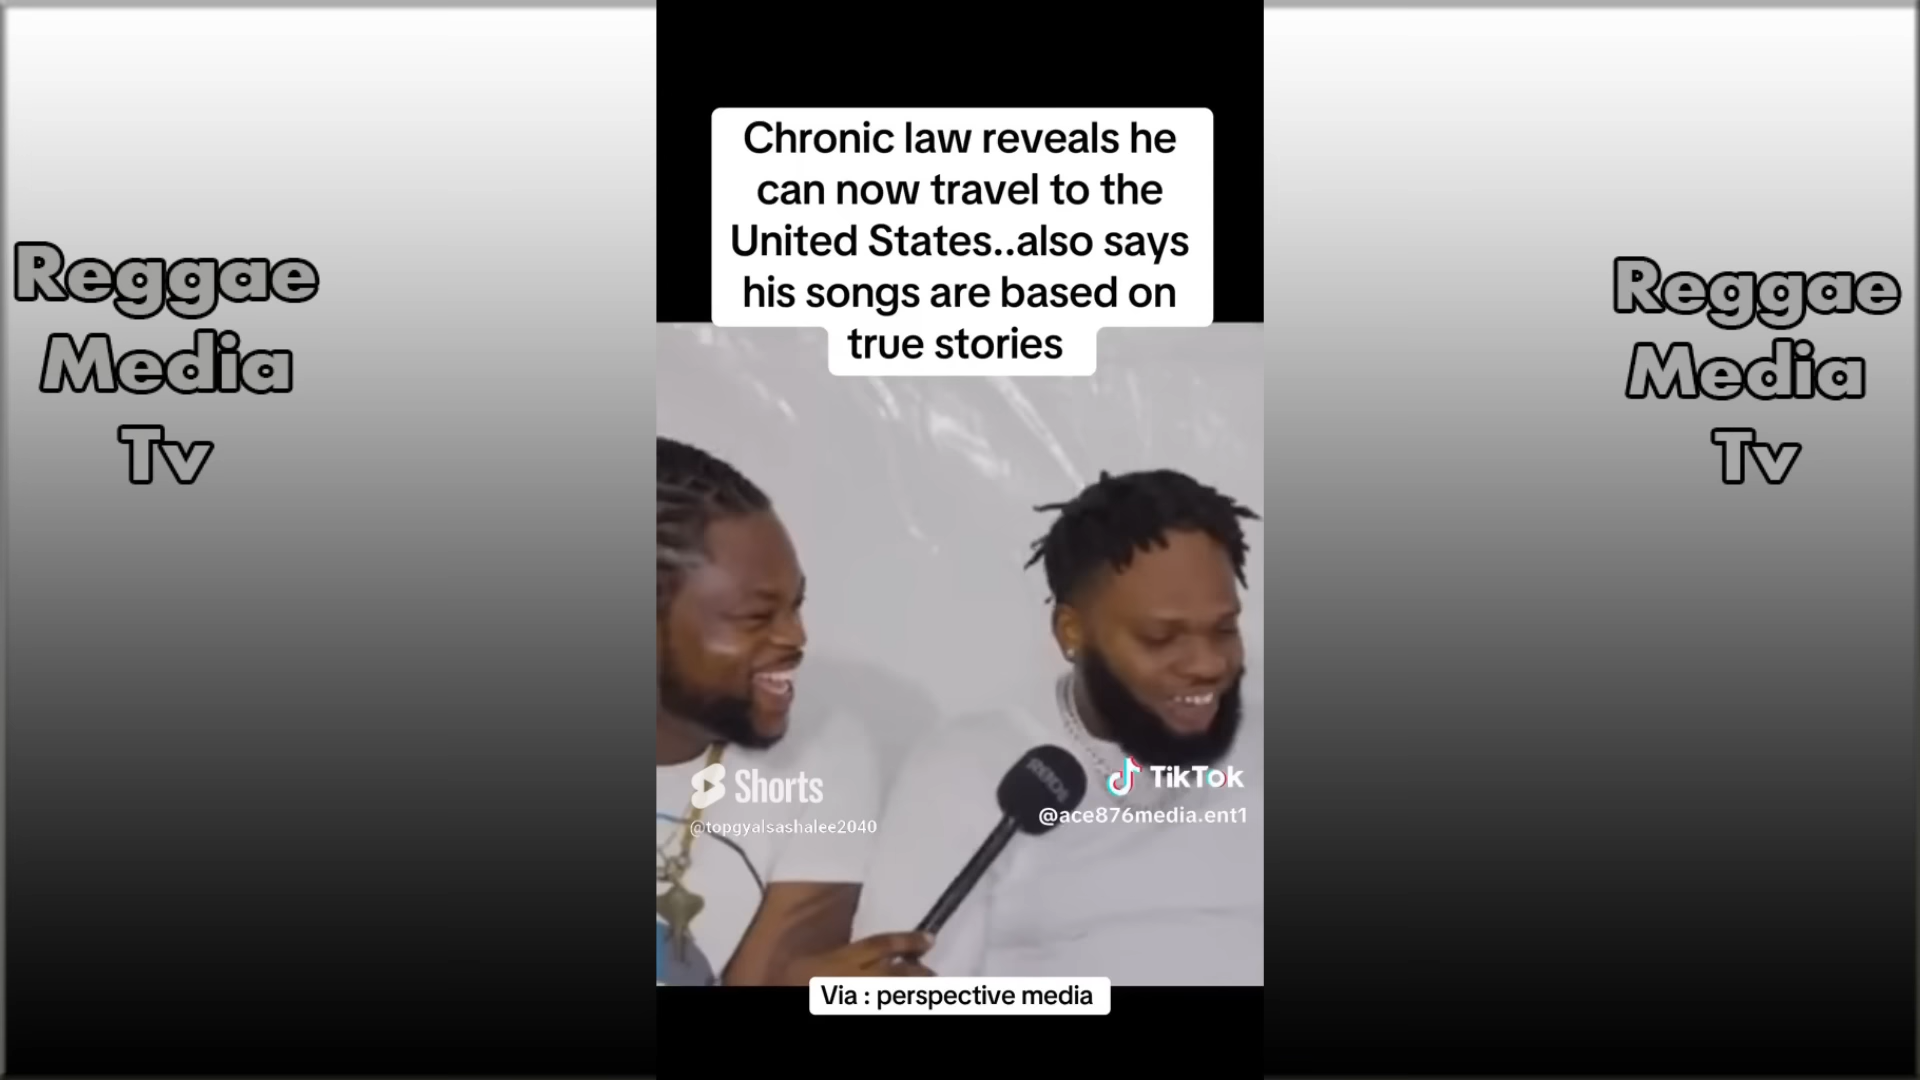 Reggae
Media
Tv
Chronic law reveals he
can now travel to the
United States..also says
his songs are based on
true stories
Reggae
Media
Tv
Shorts
@topgyalsashalee2040
TikTok
@ace876media.ent1
Via : perspective media